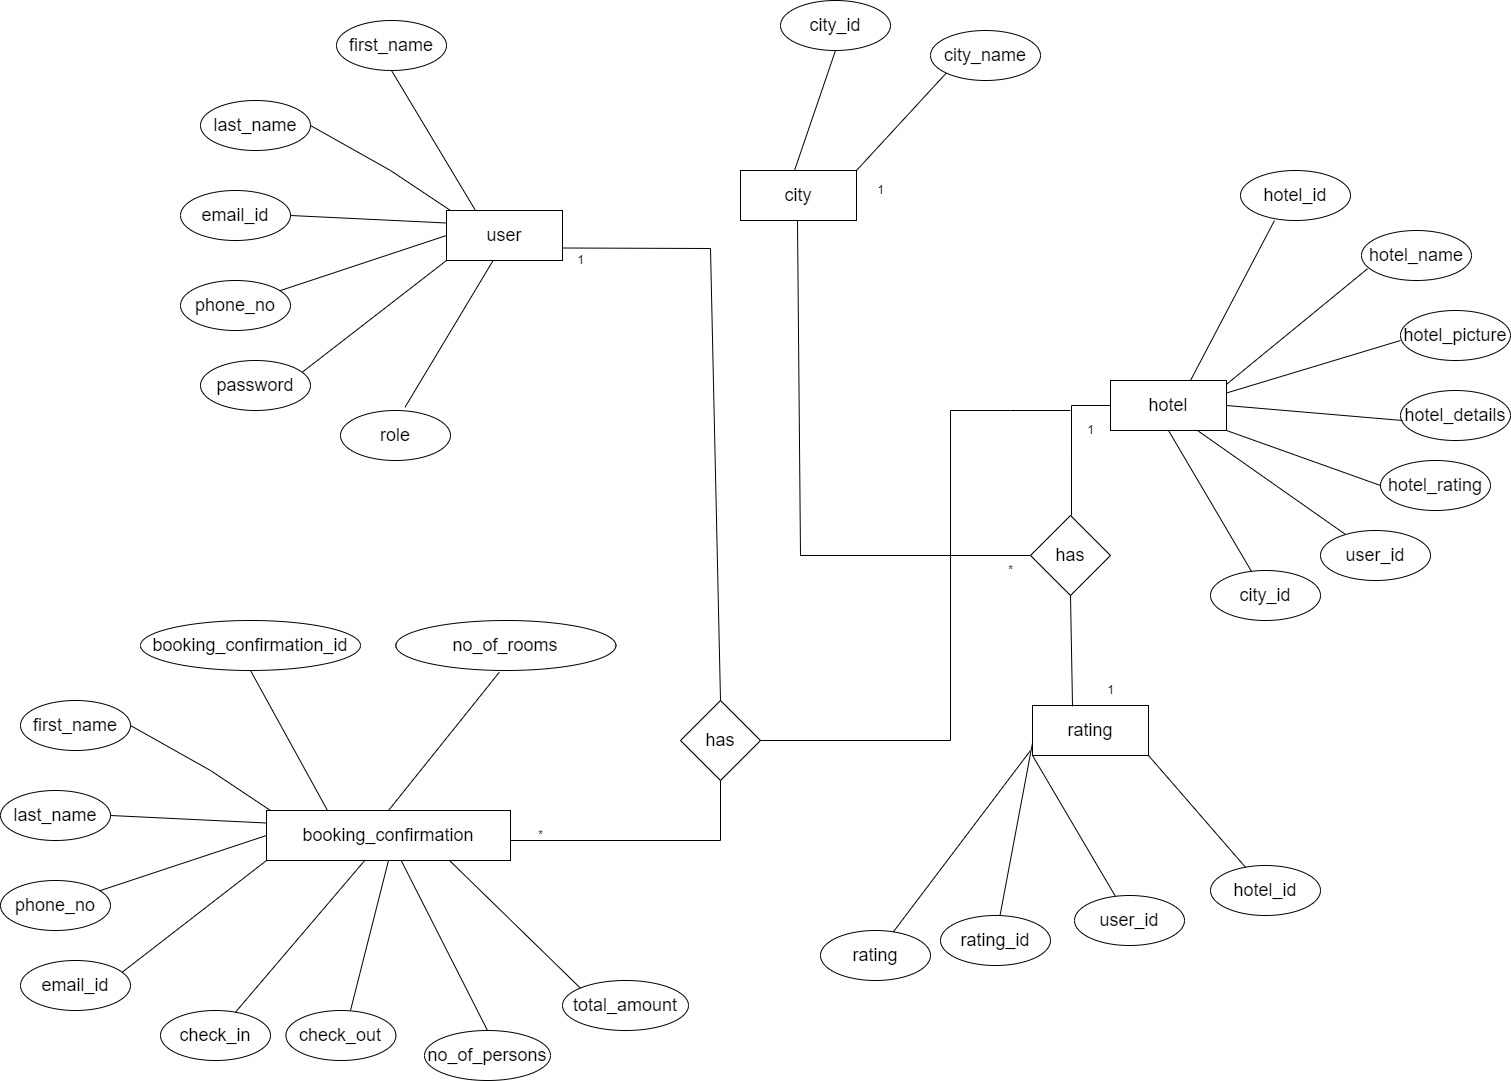 city_id
first_name
city_name
last_name
city
1
hotel_id
email_id
user
1
hotel_name
phone_no
hotel_picture
password
hotel
role
1
hotel_details
hotel_rating
has
*
user_id
city_id
booking_confirmation_id
no_of_rooms
1
first_name
has
rating
last_name
booking_confirmation
*
phone_no
hotel_id
user_id
rating_id
rating
email_id
total_amount
check_in
check_out
no_of_persons